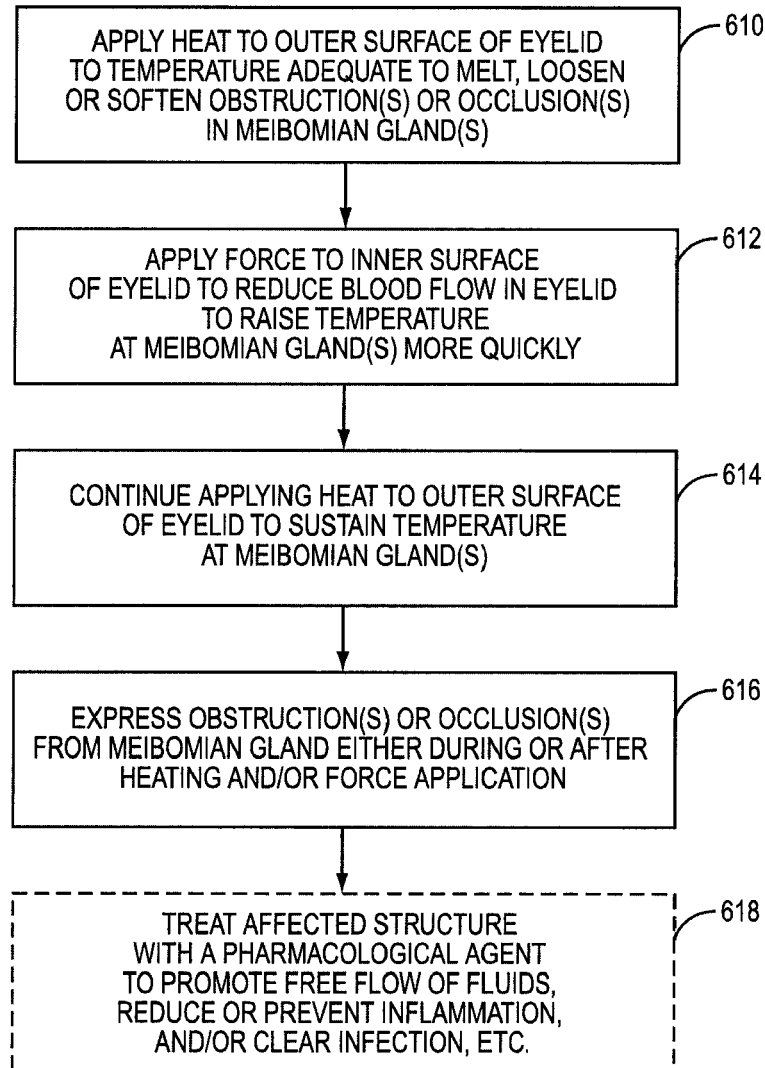 APPLY HEAT TO OUTER SURFACE OF EYELID
TO TEMPERATURE ADEQUATE TO MELT, LOOSEN
OR SOFTEN OBSTRUCTION(S) OR OCCLUSION(S)
IN MEIBOMIAN GLAND(S)
610
APPLY FORCE TO INNER SURFACE
OF EYELID TO REDUCE BLOOD FLOW IN EYELID
TO RAISE TEMPERATURE
AT MEIBOMIAN GLAND(S) MORE QUICKLY
612
CONTINUE APPLYING HEAT TO OUTER SURFACE
OF EYELID TO SUSTAIN TEMPERATURE
AT MEIBOMIAN GLAND(S)
614
EXPRESS OBSTRUCTION(S) OR OCCLUSION(S)
FROM MEIBOMIAN GLAND EITHER DURING OR AFTER
HEATING AND/OR FORCE APPLICATION
616
TREAT AFFECTED STRUCTURE
WITH A PHARMACOLOGICAL AGENT
TO PROMOTE FREE FLOW OF FLUIDS,
REDUCE OR PREVENT INFLAMMATION,
AND/OR CLEAR INFECTION, ETC.
618